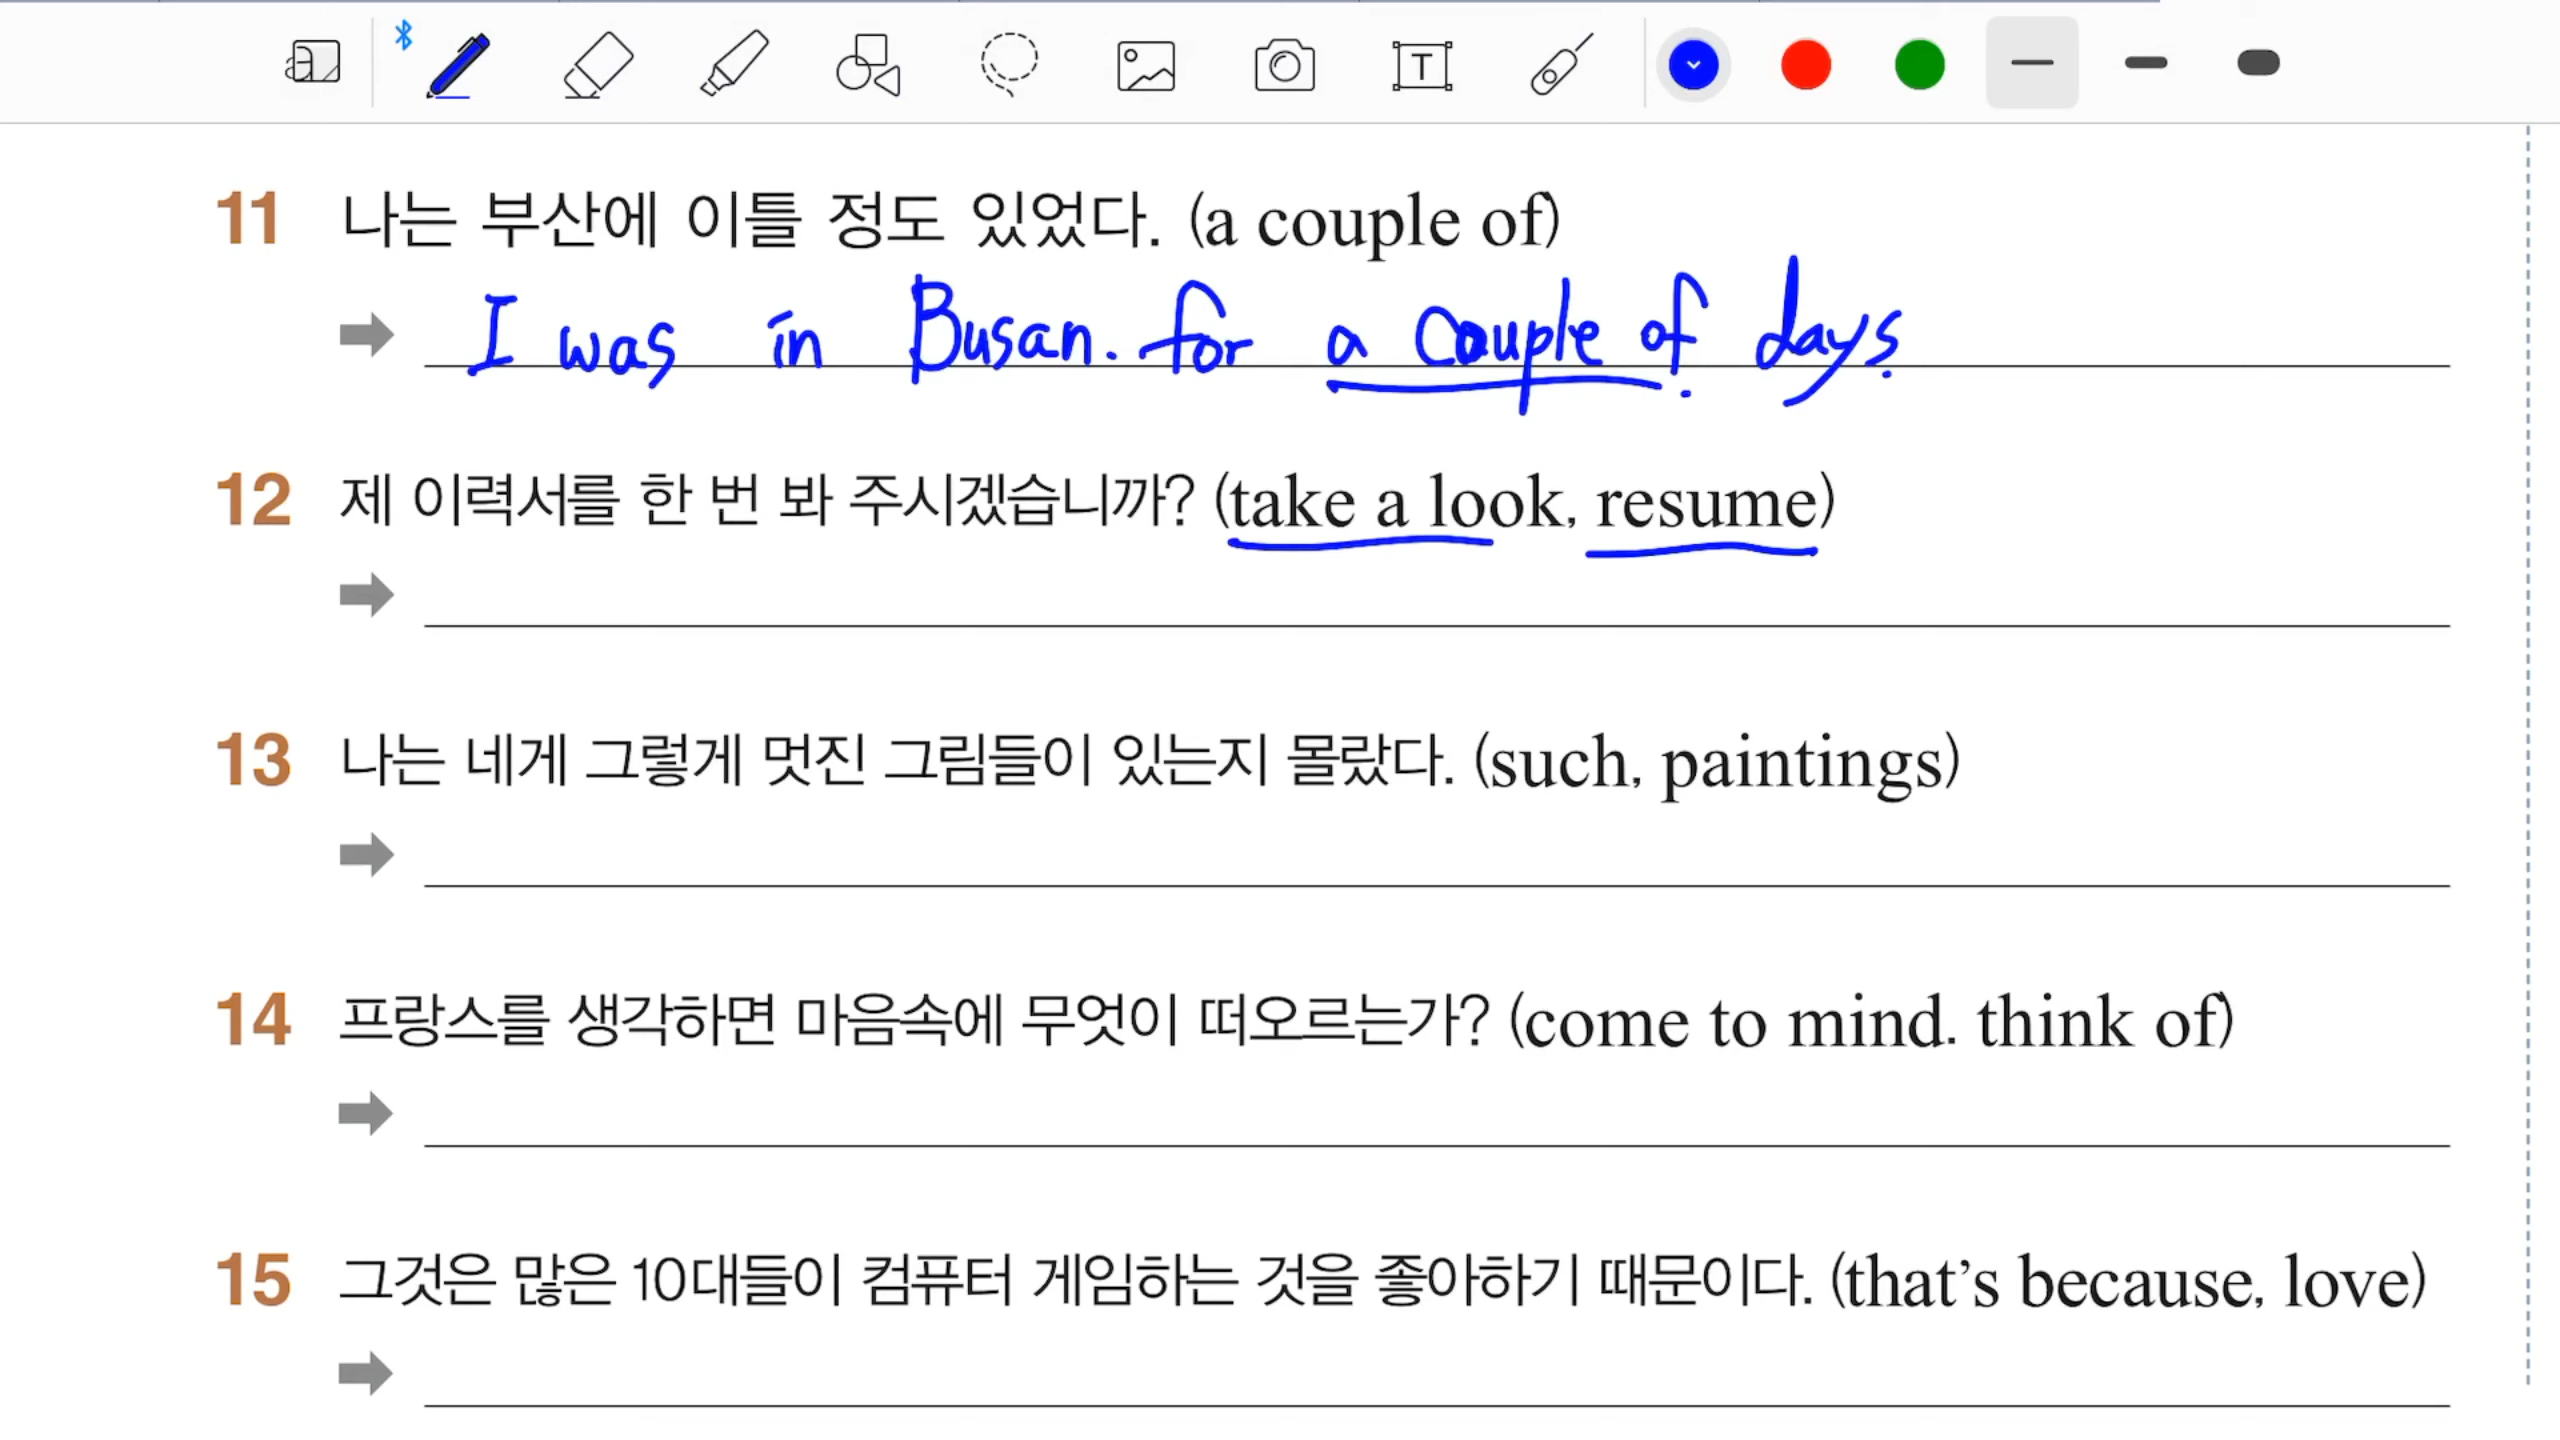 11 나는 부산에 이틀 정도 있었다. (a couple of)
I was in Busan. for a couple of days.
12 제 이력서를 한 번 봐 주시겠습니까? (take a look, resume)
13 나는 네게 그렇게 멋진 그림들이 있는지 몰랐다. (such, paintings)
14 프랑스를 생각하면 마음속에 무엇이 떠오르는가? (come to mind. think of)
15 그것은 많은 10대들이 컴퓨터 게임하는 것을 좋아하기 때문이다. (that's because, love)